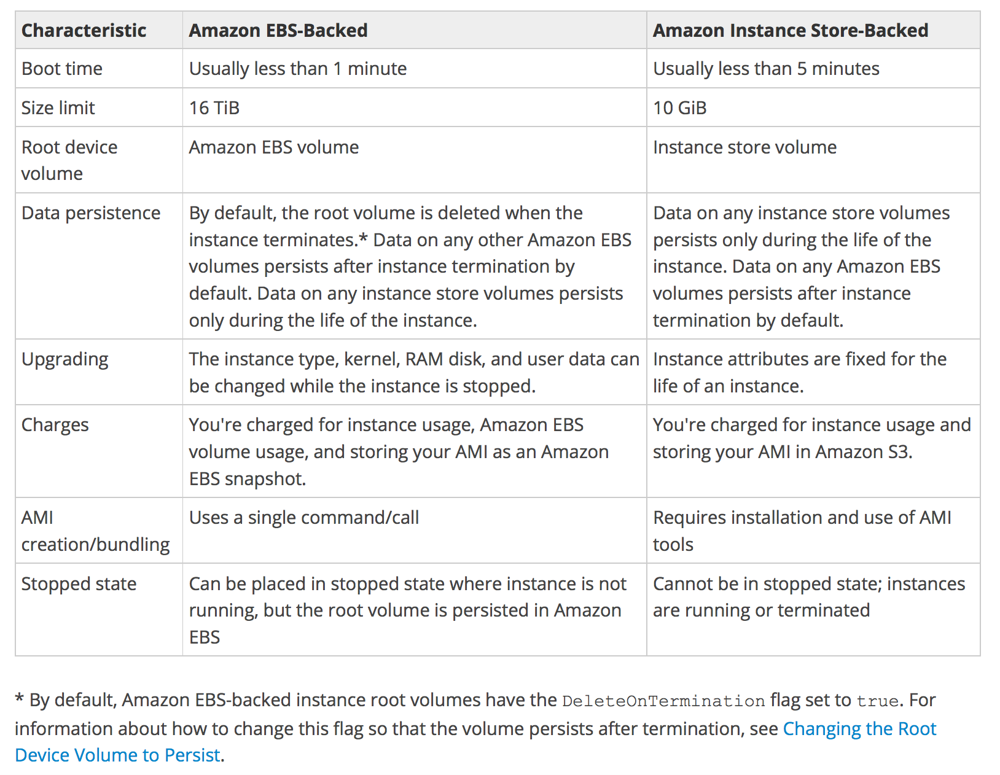 Characteristic Amazon EBS-Backed Amazon Instance Store-Backed
Boot time Usually less than 1 minute Usually less than 5 minutes
Size limit 16 TiB 10 GiB
Root device
volume
Amazon EBS volume
Instance store volume
Data persistence
By default, the root volume is deleted when the
instance terminates.* Data on any other Amazon EBS
volumes persists after instance termination by
default. Data on any instance store volumes persists
only during the life of the instance.
Data on any instance store volumes
persists only during the life of the
instance. Data on any Amazon EBS
volumes persists after instance
termination by default.
Upgrading
The instance type, kernel, RAM disk, and user data can
be changed while the instance is stopped.
Instance attributes are fixed for the
life of an instance.
Charges
You're charged for instance usage, Amazon EBS
volume usage, and storing your AMI as an Amazon
EBS snapshot.
You're charged for instance usage and
storing your AMI in Amazon S3.
AMI
creation/bundling
Uses a single command/call
Requires installation and use of AMI
tools
Stopped state
Can be placed in stopped state where instance is not
running, but the root volume is persisted in Amazon
EBS
Cannot be in stopped state; instances
are running or terminated
* By default, Amazon EBS-backed instance root volumes have the DeleteOnTermination flag set to true. For
information about how to change this flag so that the volume persists after termination, see Changing the Root
Device Volume to Persist.